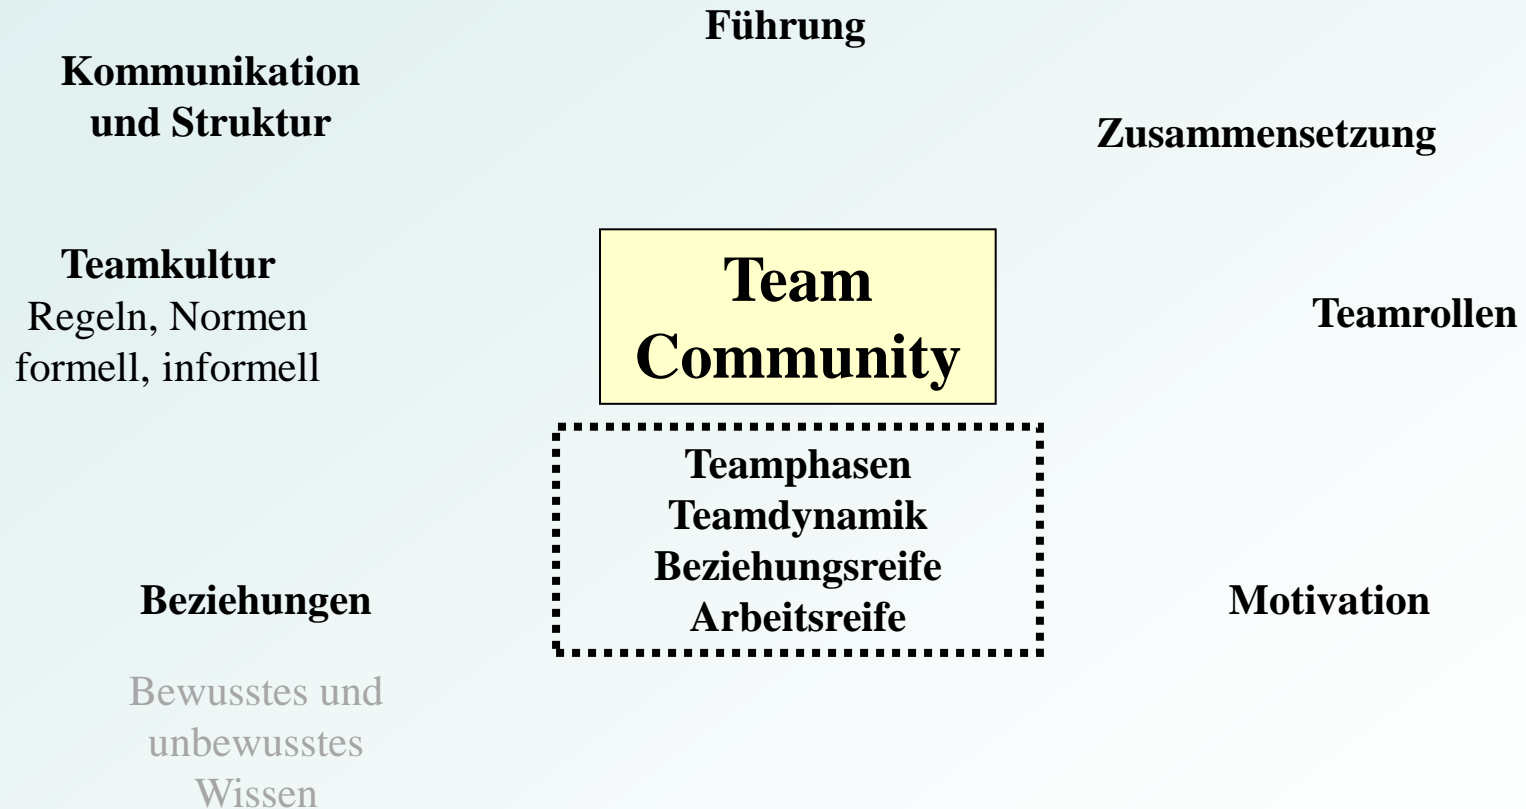 Führung
Kommunikation
und Struktur
Zusammensetzung
Teamkultur
Regeln, Normen
formell, informell
Team
Community
Teamrollen
Teamphasen
Teamdynamik
Beziehungsreife
Arbeitsreife
Beziehungen
Motivation
Bewusstes und
unbewusstes
Wissen